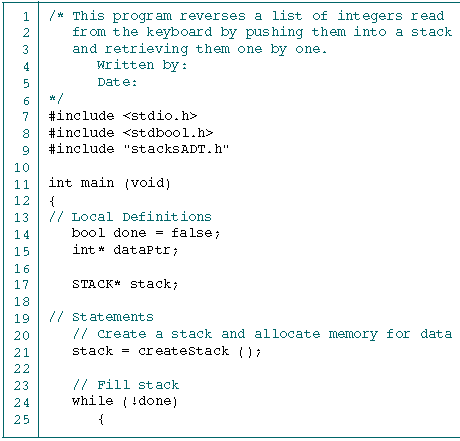 1 /* This program reverses a list of integers read
2 from the keyboard by pushing them into a stack
3 and retrieving them one by one.
4 Written by:
5 Date:
6 */
7 #include <stdio.h>
8 #include <stdbool.h>
9 #include "stacksADT.h"
10
11 int main (void)
12 {
13 // Local Definitions
14 bool done = false;
15 int* dataPtr;
16
17 STACK* stack;
18
19 // Statements
20 // Create a stack and allocate memory for data
21 stack = createStack ();
22
23 // Fill stack
24 while (!done)
25 {